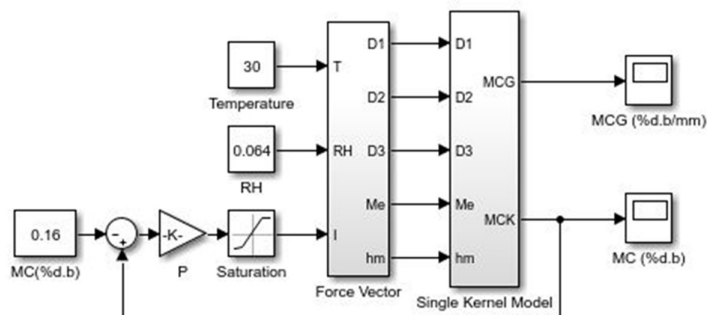 30
Temperature
0.064
RH
0.16
MC(%d.b)
-K-
P
Saturation
T
RH
I
D1
D2
D3
Me
hm
Force Vector
D1
D2
D3
Me
hm
MCG
MCK
Single Kernel Model
MCG (%d.b/mm)
MC (%d.b)